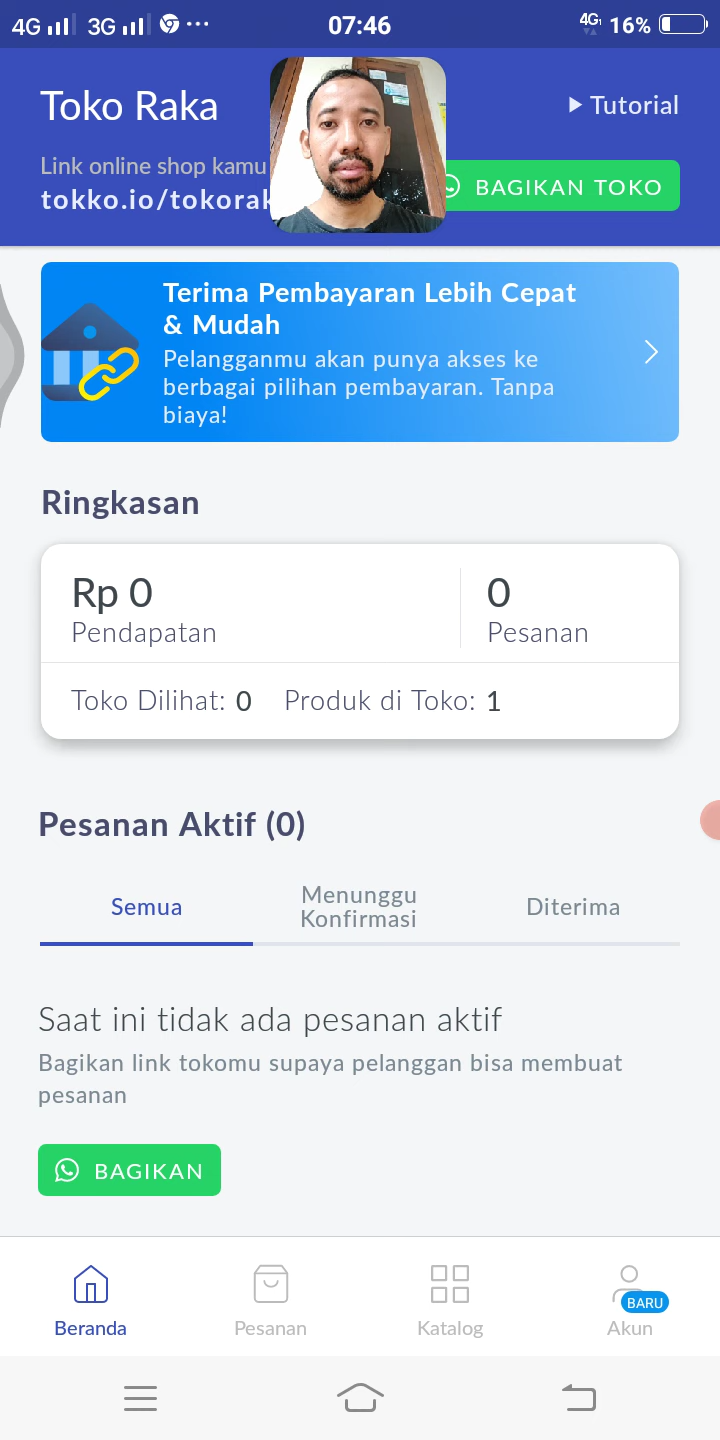 4G 3G ... 07:46 4G 16%
Toko Raka
Tutorial
Link online shop kamu
tokko.io/tokorak
BAGIKAN TOKO
Terima Pembayaran Lebih Cepat
& Mudah
Pelangganmu akan punya akses ke
berbagai pilihan pembayaran. Tanpa
biaya!
Ringkasan
Rp 0
Pendapatan
0
Pesanan
Toko Dilihat: 0 Produk di Toko: 1
Pesanan Aktif (0)
Semua
Menunggu
Konfirmasi
Diterima
Saat ini tidak ada pesanan aktif
Bagikan link tokomu supaya pelanggan bisa membuat
pesanan
BAGIKAN
BARU
Beranda Pesanan Katalog Akun